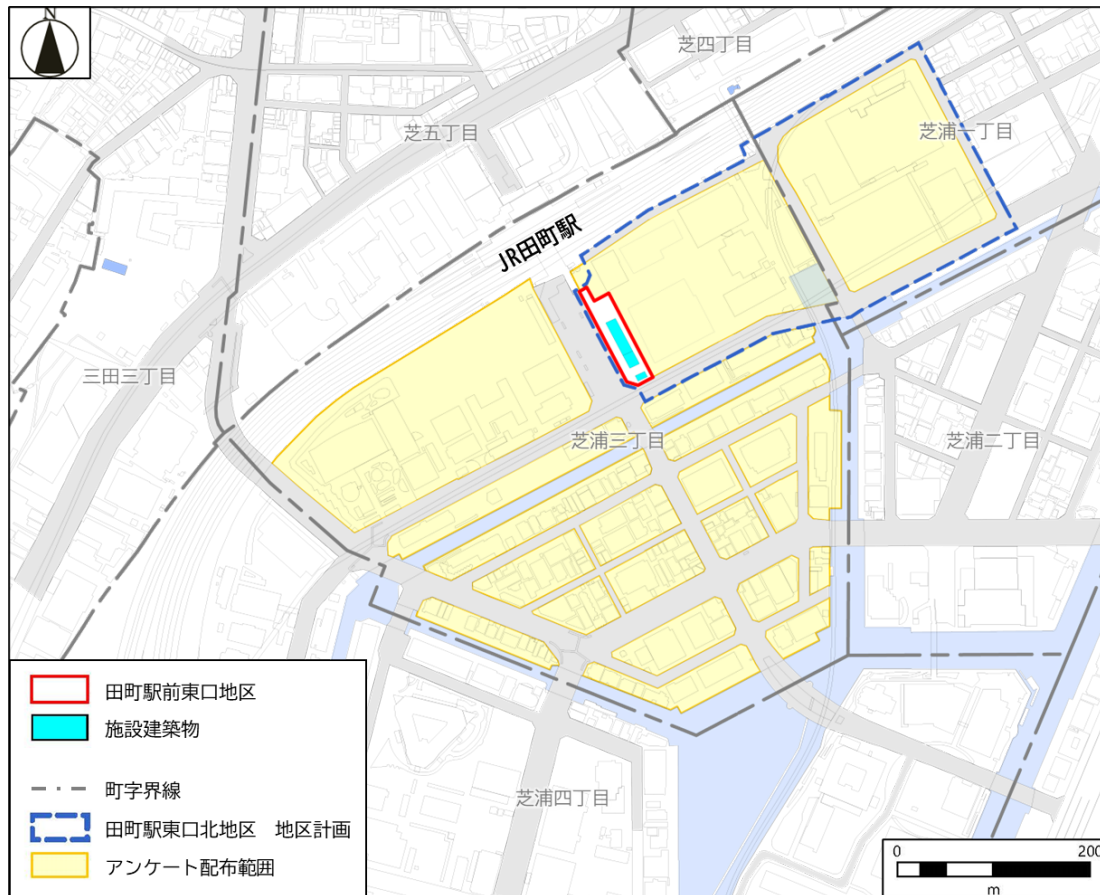 N
芝四丁目
芝五丁目
芝浦一丁目
JR田町駅
三田三丁目
芝浦三丁目
芝浦二丁目
芝浦四丁目
田町駅前東口地区
施設建築物
町字界線
田町駅東口北地区 地区計画
アンケート配布範囲
0 200
m